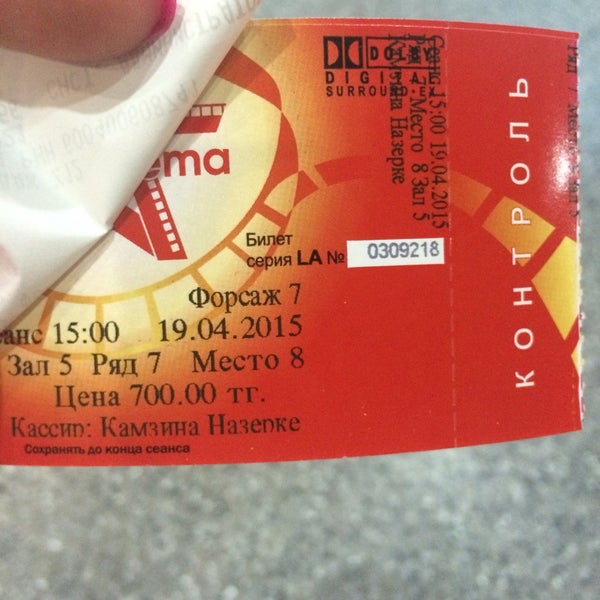 DOLBY
DIGITAL
SURROUND·EX
ema
Билет
серия LA № 0309218
Форсаж 7
еанс 15:00 19.04.2015
Зал 5 Ряд 7 Место 8
Цена 700.00 тг.
Кассир: Камзина Назерке
Сохранять до конца сеанса
Сеанс 15:00 19.04.2015
7 Место 8 Зал 5
Камзина Назерке
КОНТРОЛЬ